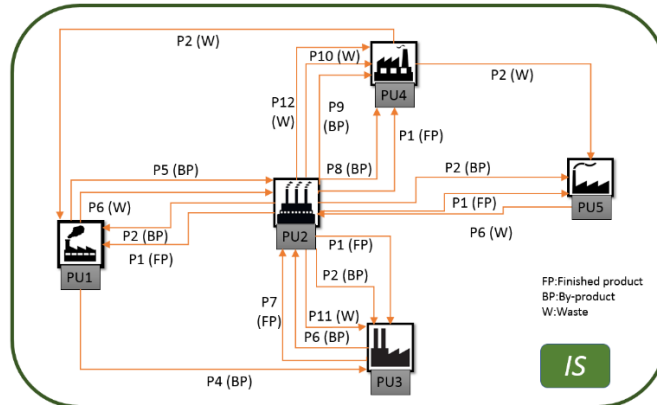 P2 (W)
P10 (W)
P2 (W)
PU4
P12
(W)
P9
(BP)
P1 (FP)
P5 (BP)
P8 (BP)
P2 (BP)
P6 (W)
P1 (FP)
PU5
P2 (BP)
PU2
P6 (W)
P1 (FP)
P1 (FP)
PU1
P2 (BP)
FP:Finished product
BP:By-product
W:Waste
P7
(FP)
P11 (W)
P6 (BP)
P4 (BP)
PU3
IS